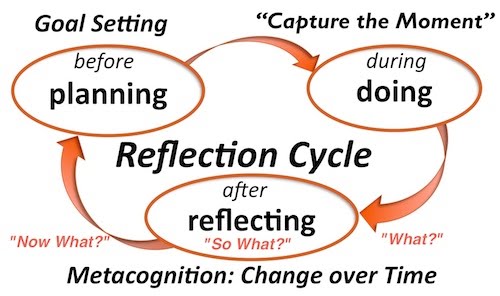 Goal Setting
“Capture the Moment”
before
planning
during
doing
Reflection Cycle
after
reflecting
"Now What?"
"So What?"
"What?"
Metacognition: Change over Time